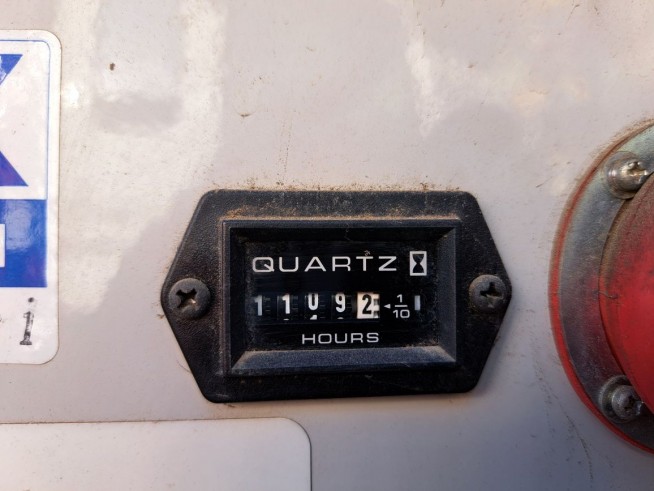 QUARTZ
11092 ◄ 1/10
HOURS
i